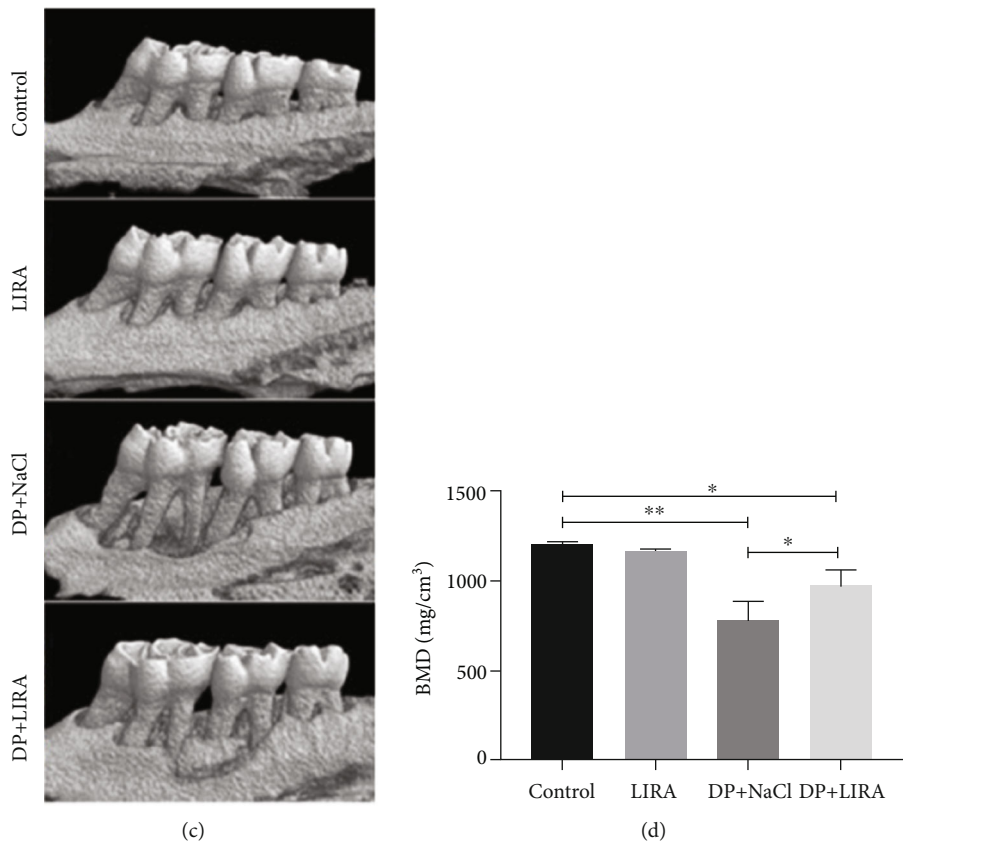 Control
LIRA
DP+NaCl
DP+LIRA
(c)
BMD (mg/cm³)
1500
1000
500
0
*
**
*
Control LIRA DP+NaCl DP+LIRA
(d)